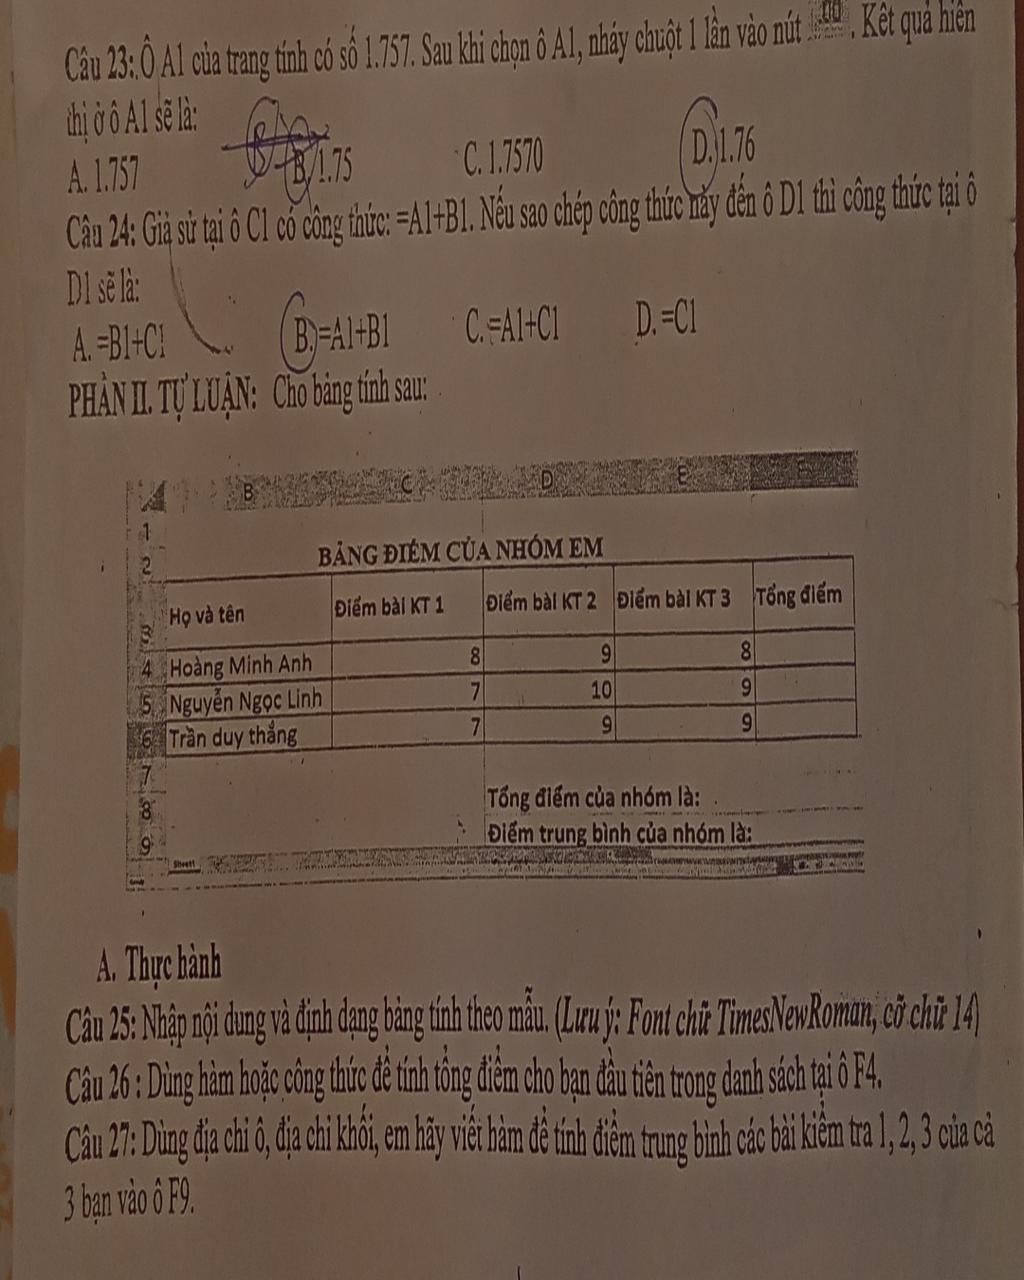 Câu 23: Ô A1 của trang tính có số 1.757. Sau khi chọn ô A1, nháy chuột 1 lần vào nút . Kết quả hiển
thị ở ô A1 sẽ là:
A. 1.757 B. 1.75 C. 1.7570 D. 1.76
Câu 24: Giả sử tại ô C1 có công thức: =A1+B1. Nếu sao chép công thức này đến ô D1 thì công thức tại ô
D1 sẽ là:
A. =B1+C1 B. =A1+B1 C. =A1+C1 D. =C1
PHẦN II. TỰ LUẬN: Cho bảng tính sau:
B C D E F
1
2 BẢNG ĐIỂM CỦA NHÓM EM
3 Họ và tên Điểm bài KT 1 Điểm bài KT 2 Điểm bài KT 3 Tổng điểm
4 Hoàng Minh Anh 8 9 8
5 Nguyễn Ngọc Linh 7 10 9
6 Trần duy thắng 7 9 9
7
8 Tổng điểm của nhóm là:
9 Điểm trung bình của nhóm là:
Sheet1
A. Thực hành
Câu 25: Nhập nội dung và định dạng bảng tính theo mẫu. (Lưu ý: Font chữ TimesNewRoman, cỡ chữ 14)
Câu 26 : Dùng hàm hoặc công thức để tính tổng điểm cho bạn đầu tiên trong danh sách tại ô F4.
Câu 27: Dùng địa chỉ ô, địa chỉ khối, em hãy viết hàm để tính điểm trung bình các bài kiểm tra 1, 2, 3 của cả
3 bạn vào ô F9.